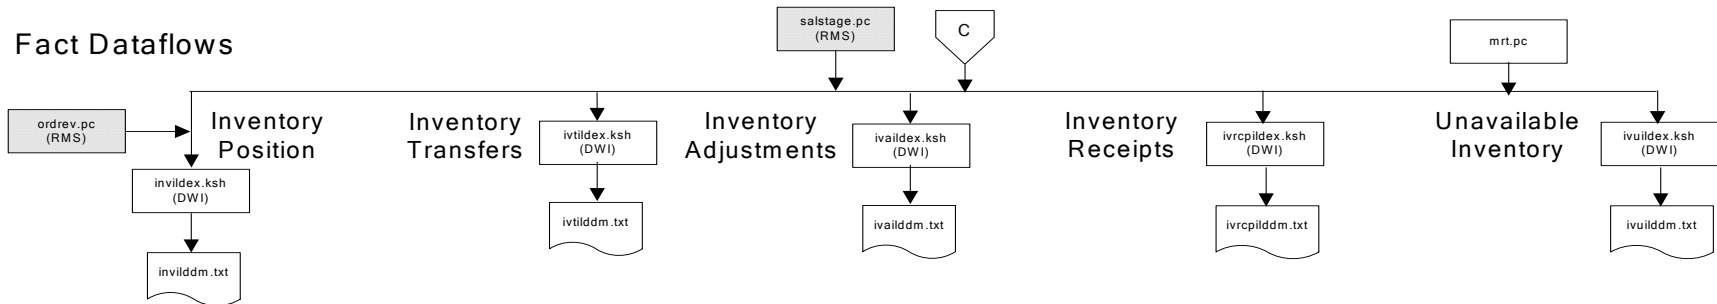 Fact Dataflows
salstage.pc
(RMS)
C
mrt.pc
ordrev.pc
(RMS)
Inventory
Position
invildex.ksh
(DWI)
invilddm.txt
Inventory
Transfers
ivtildex.ksh
(DWI)
ivtilddm.txt
Inventory
Adjustments
ivaildex.ksh
(DWI)
ivailddm.txt
Inventory
Receipts
ivrcpildex.ksh
(DWI)
ivrcpilddm.txt
Unavailable
Inventory
ivuildex.ksh
(DWI)
ivuilddm.txt